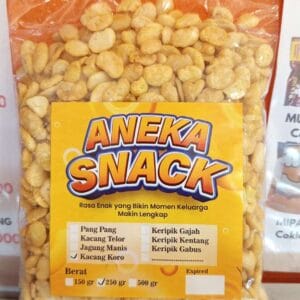 ANEKA
SNACK
Rasa Enak yang Bikin Momen Keluarga
Makin Lengkap
Pang Pang
Kacang Telor
Jagung Manis
Kacang Koro
Keripik Gajah
Keripik Kentang
Keripik Gabus
Berat
150 gr
250 gr
500 gr
Expired